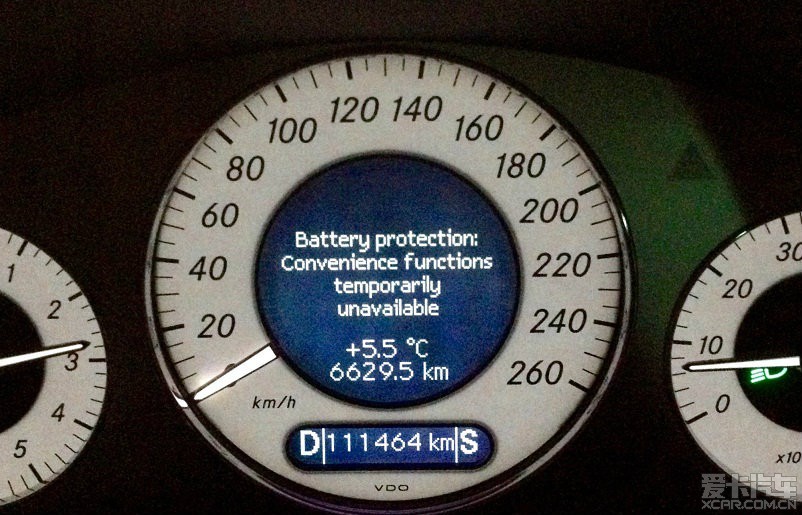 120 140
100 160
80 180
60 200
40 220
20 240
260
Battery protection:
Convenience functions
temporarily
unavailable
+5.5 °C
6629.5 km
km/h
D 111464 km S
VDO
1
2
3
4
5
30
20
10
0
x10
爱卡汽车
XCAR.COM.CN